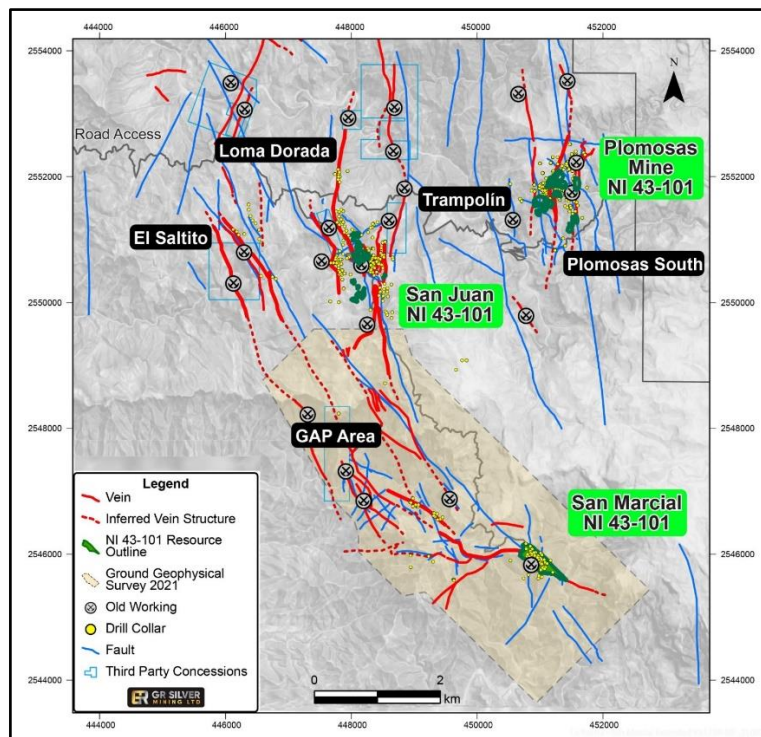 444000 446000 448000 450000 452000
2554000 2554000
N
Road Access
Loma Dorada
Plomosas
Mine
NI 43-101
2552000 2552000
Trampolín
El Saltito
Plomosas South
2550000 2550000
San Juan
NI 43-101
2548000 2548000
GAP Area
San Marcial
NI 43-101
2546000 2546000
Legend
Vein
Inferred Vein Structure
NI 43-101 Resource
Outline
Ground Geophysical
Survey 2021
Old Working
Drill Collar
Fault
Third Party Concessions
GR SILVER
MINING LTD
0 2
km
2544000 2544000
444000 446000 448000 450000 452000